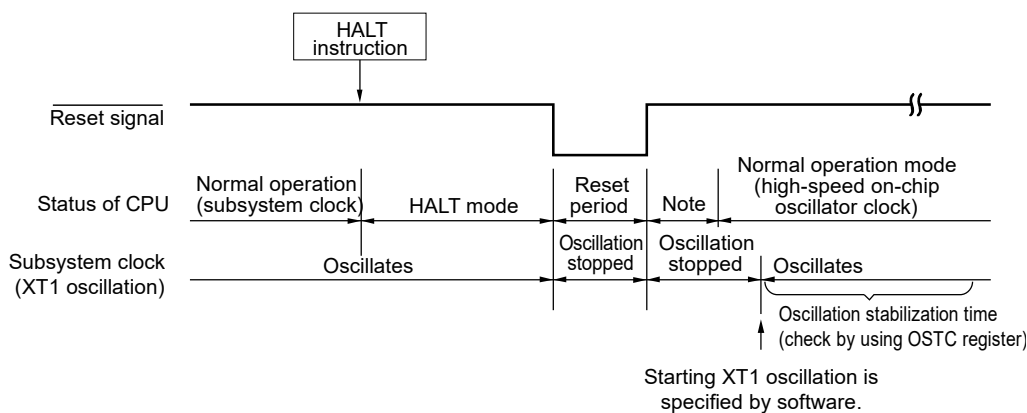 HALT
instruction
Reset signal
Status of CPU
Normal operation
(subsystem clock)
HALT mode
Reset
period
Note
Normal operation mode
(high-speed on-chip
oscillator clock)
Subsystem clock
(XT1 oscillation)
Oscillates
Oscillation
stopped
Oscillation
stopped
Oscillates
Oscillation stabilization time
(check by using OSTC register)
Starting XT1 oscillation is
specified by software.